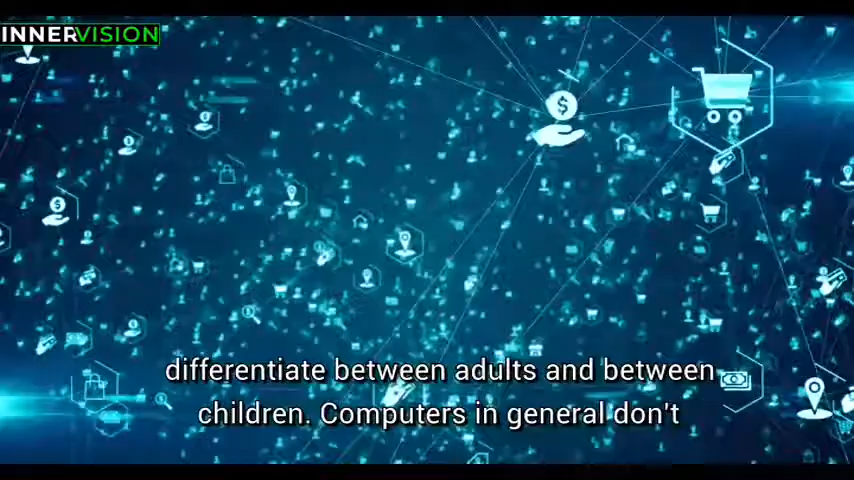 INNERVISION
differentiate between adults and between
children. Computers in general don't